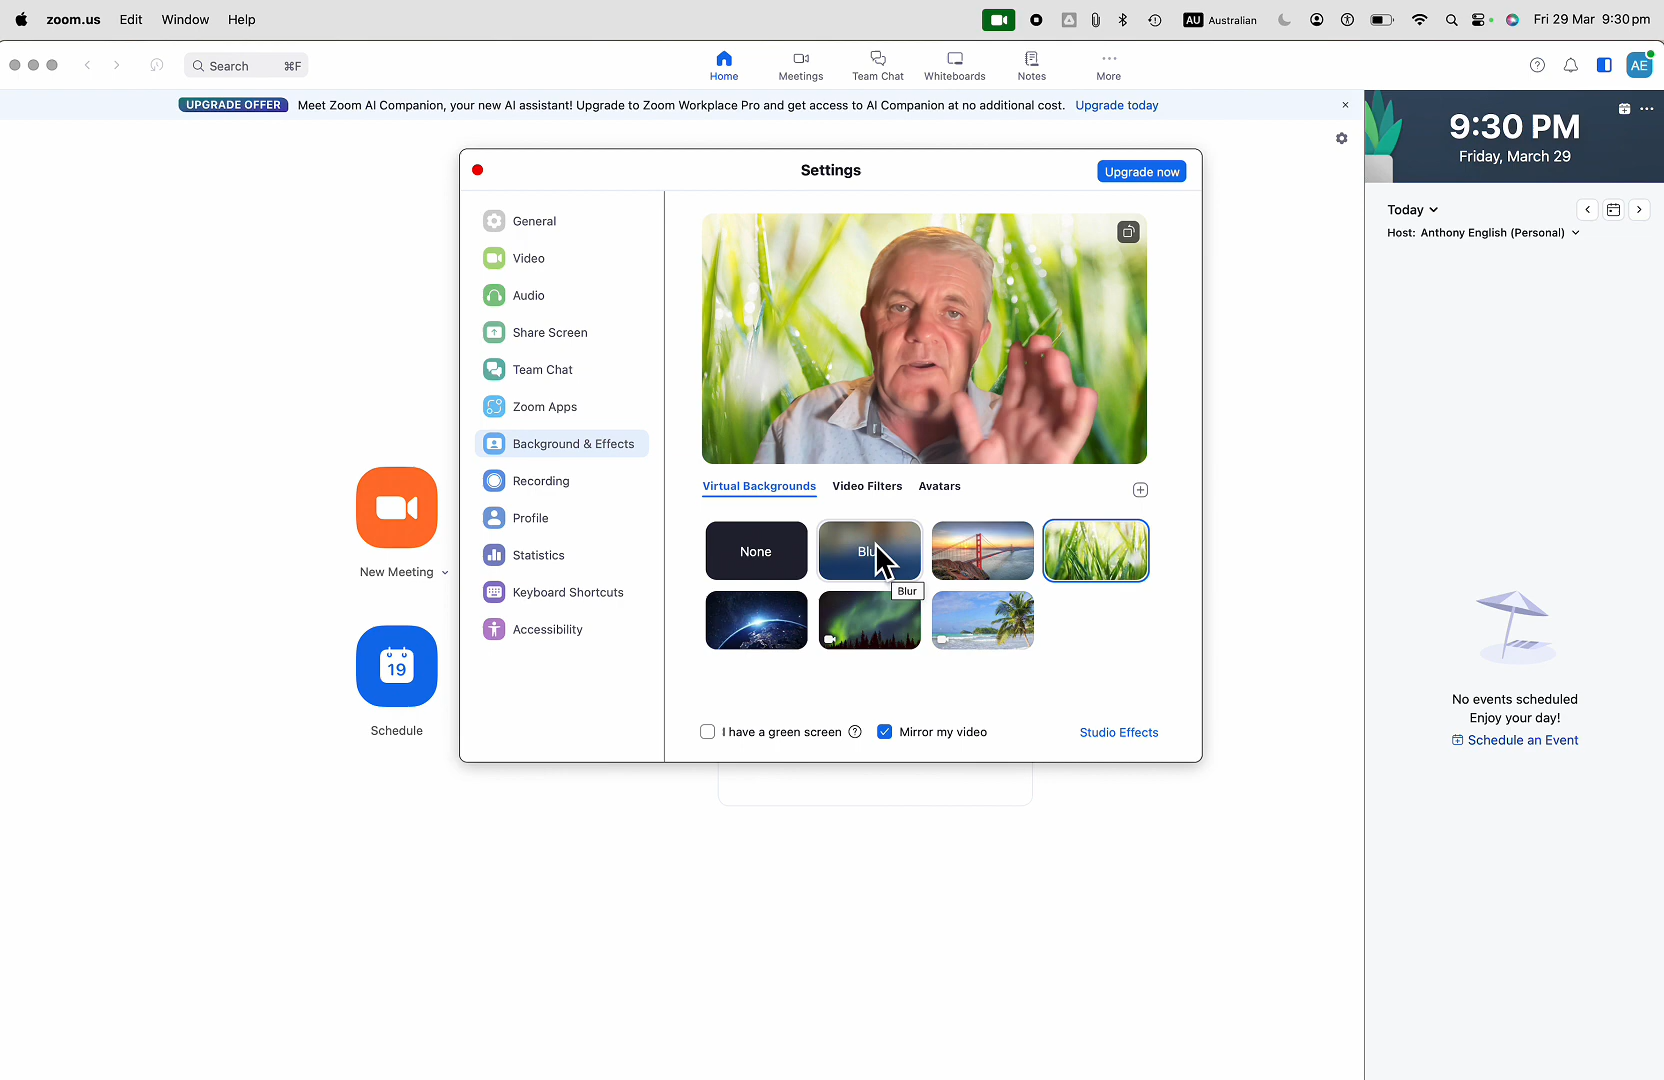 zoom.us Edit Window Help
AU Australian Fri 29 Mar 9:30 pm
Search ⌘F
Home Meetings Team Chat Whiteboards Notes More
AE
UPGRADE OFFER Meet Zoom AI Companion, your new AI assistant! Upgrade to Zoom Workplace Pro and get access to AI Companion at no additional cost. Upgrade today
9:30 PM
Friday, March 29
Settings
Upgrade now
General
Video
Audio
Share Screen
Team Chat
Zoom Apps
Background & Effects
Recording
Profile
Statistics
Keyboard Shortcuts
Accessibility
Virtual Backgrounds Video Filters Avatars
None
Blu
Blur
I have a green screen ?
Mirror my video
Studio Effects
New Meeting
19
Schedule
Today
Host: Anthony English (Personal)
No events scheduled
Enjoy your day!
Schedule an Event